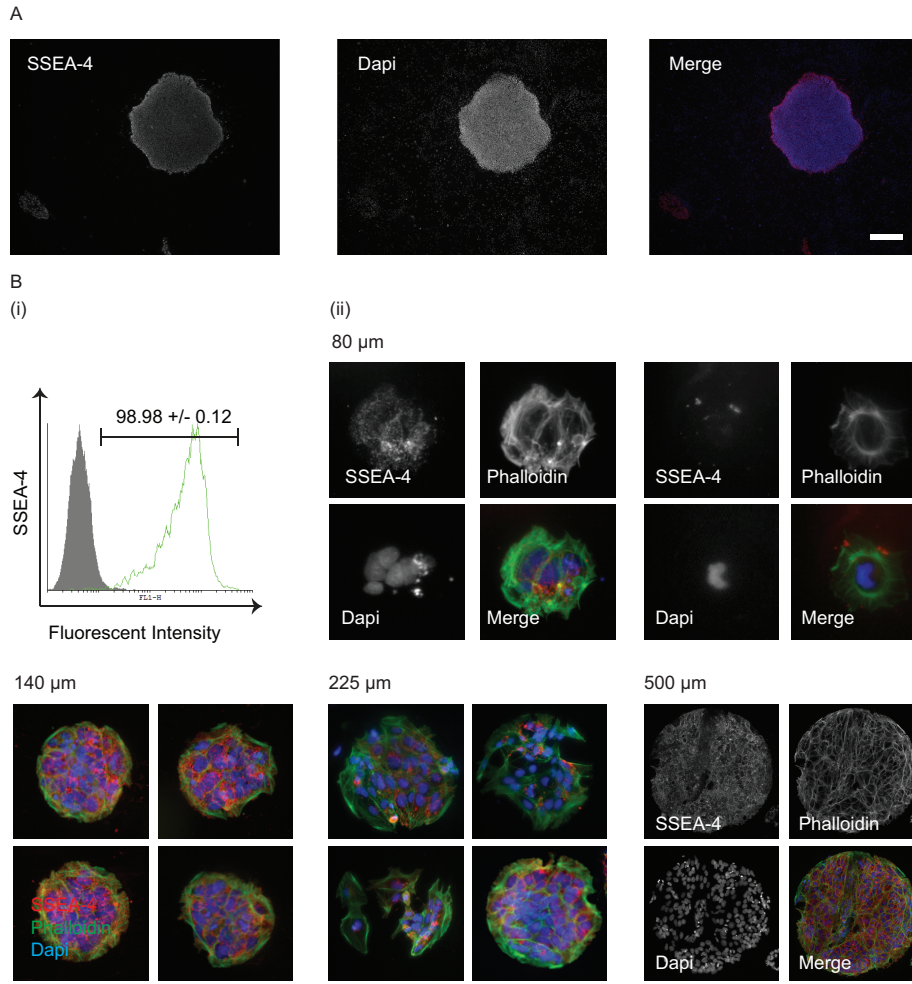 A
SSEA-4
Dapi
Merge
B
(i)
98.98 +/- 0.12
SSEA-4
FL1-H
Fluorescent Intensity
(ii)
80 µm
SSEA-4
Phalloidin
SSEA-4
Phalloidin
Dapi
Merge
Dapi
Merge
140 µm
225 µm
500 µm
SSEA-4
Phalloidin
SSEA-4
Phalloidin
Dapi
Dapi
Merge